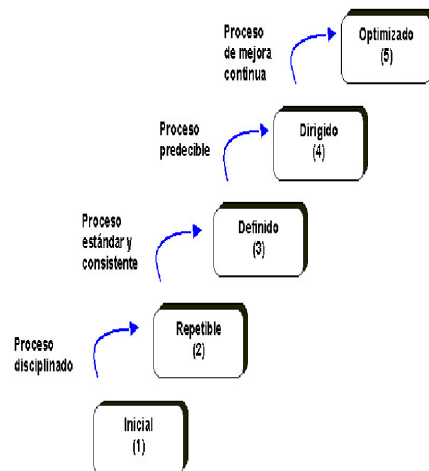 Proceso
de mejora
continua
Optimizado
(5)
Proceso
predecible
Dirigido
(4)
Proceso
estándar y
consistente
Definido
(3)
Proceso
disciplinado
Repetible
(2)
Inicial
(1)